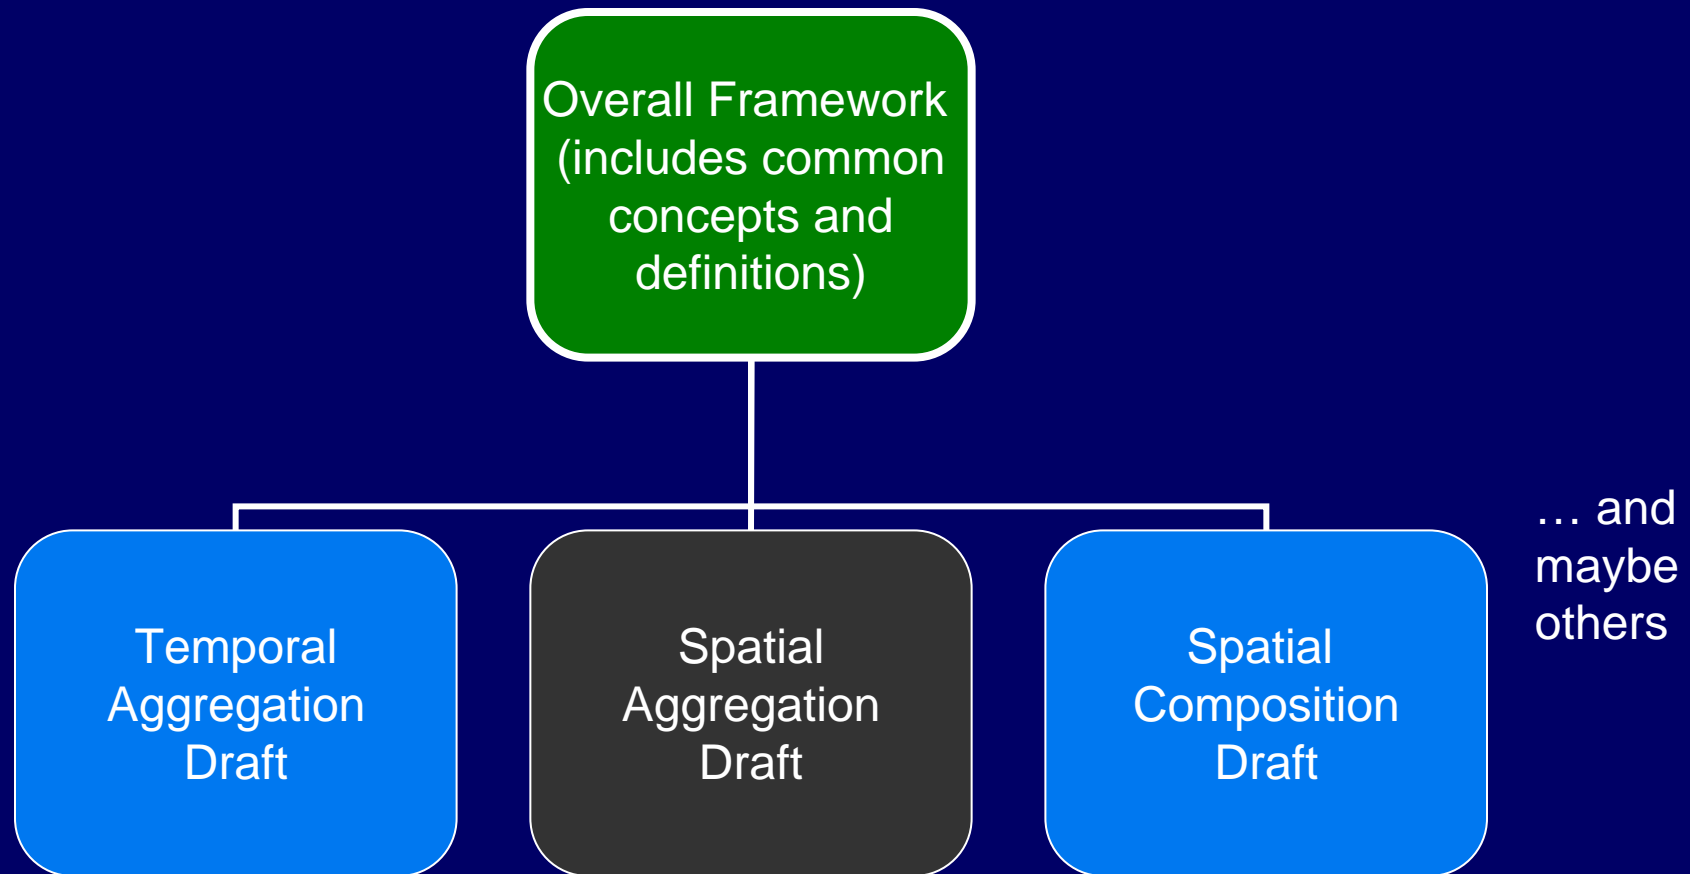 Overall Framework
(includes common
concepts and
definitions)
… and
maybe
others
Temporal
Aggregation
Draft
Spatial
Aggregation
Draft
Spatial
Composition
Draft